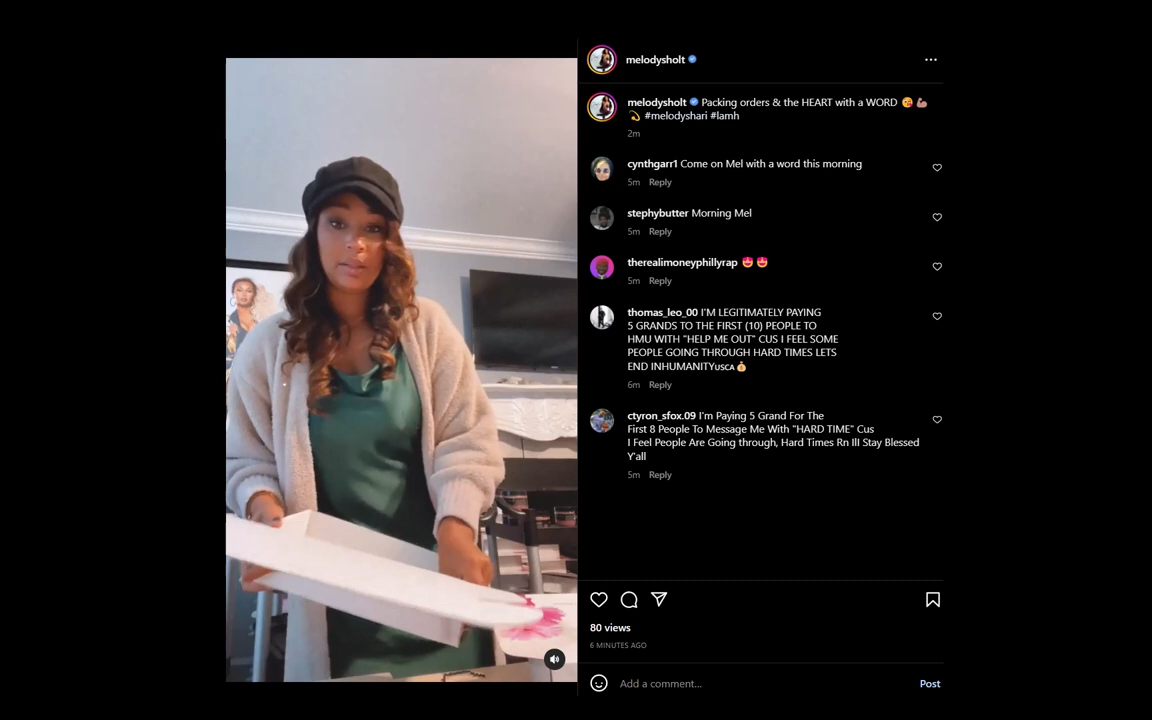 melodysholt
melodysholt Packing orders & the HEART with a WORD 😘 💪🏽
💫 #melodyshari #lamh
2m
cynthgarr1 Come on Mel with a word this morning
5m Reply
stephybutter Morning Mel
5m Reply
therealimoneyphillyrap 😍 😍
5m Reply
thomas_leo_00 I'M LEGITIMATELY PAYING
5 GRANDS TO THE FIRST (10) PEOPLE TO
HMU WITH "HELP ME OUT" CUS I FEEL SOME
PEOPLE GOING THROUGH HARD TIMES LETS
END INHUMANITYᴜsᴄᴀ💰
6m Reply
ctyron_sfox.09 I'm Paying 5 Grand For The
First 8 People To Message Me With "HARD TIME" Cus
I Feel People Are Going through, Hard Times Rn Ill Stay Blessed
Y'all
5m Reply
80 views
6 MINUTES AGO
Add a comment...
Post